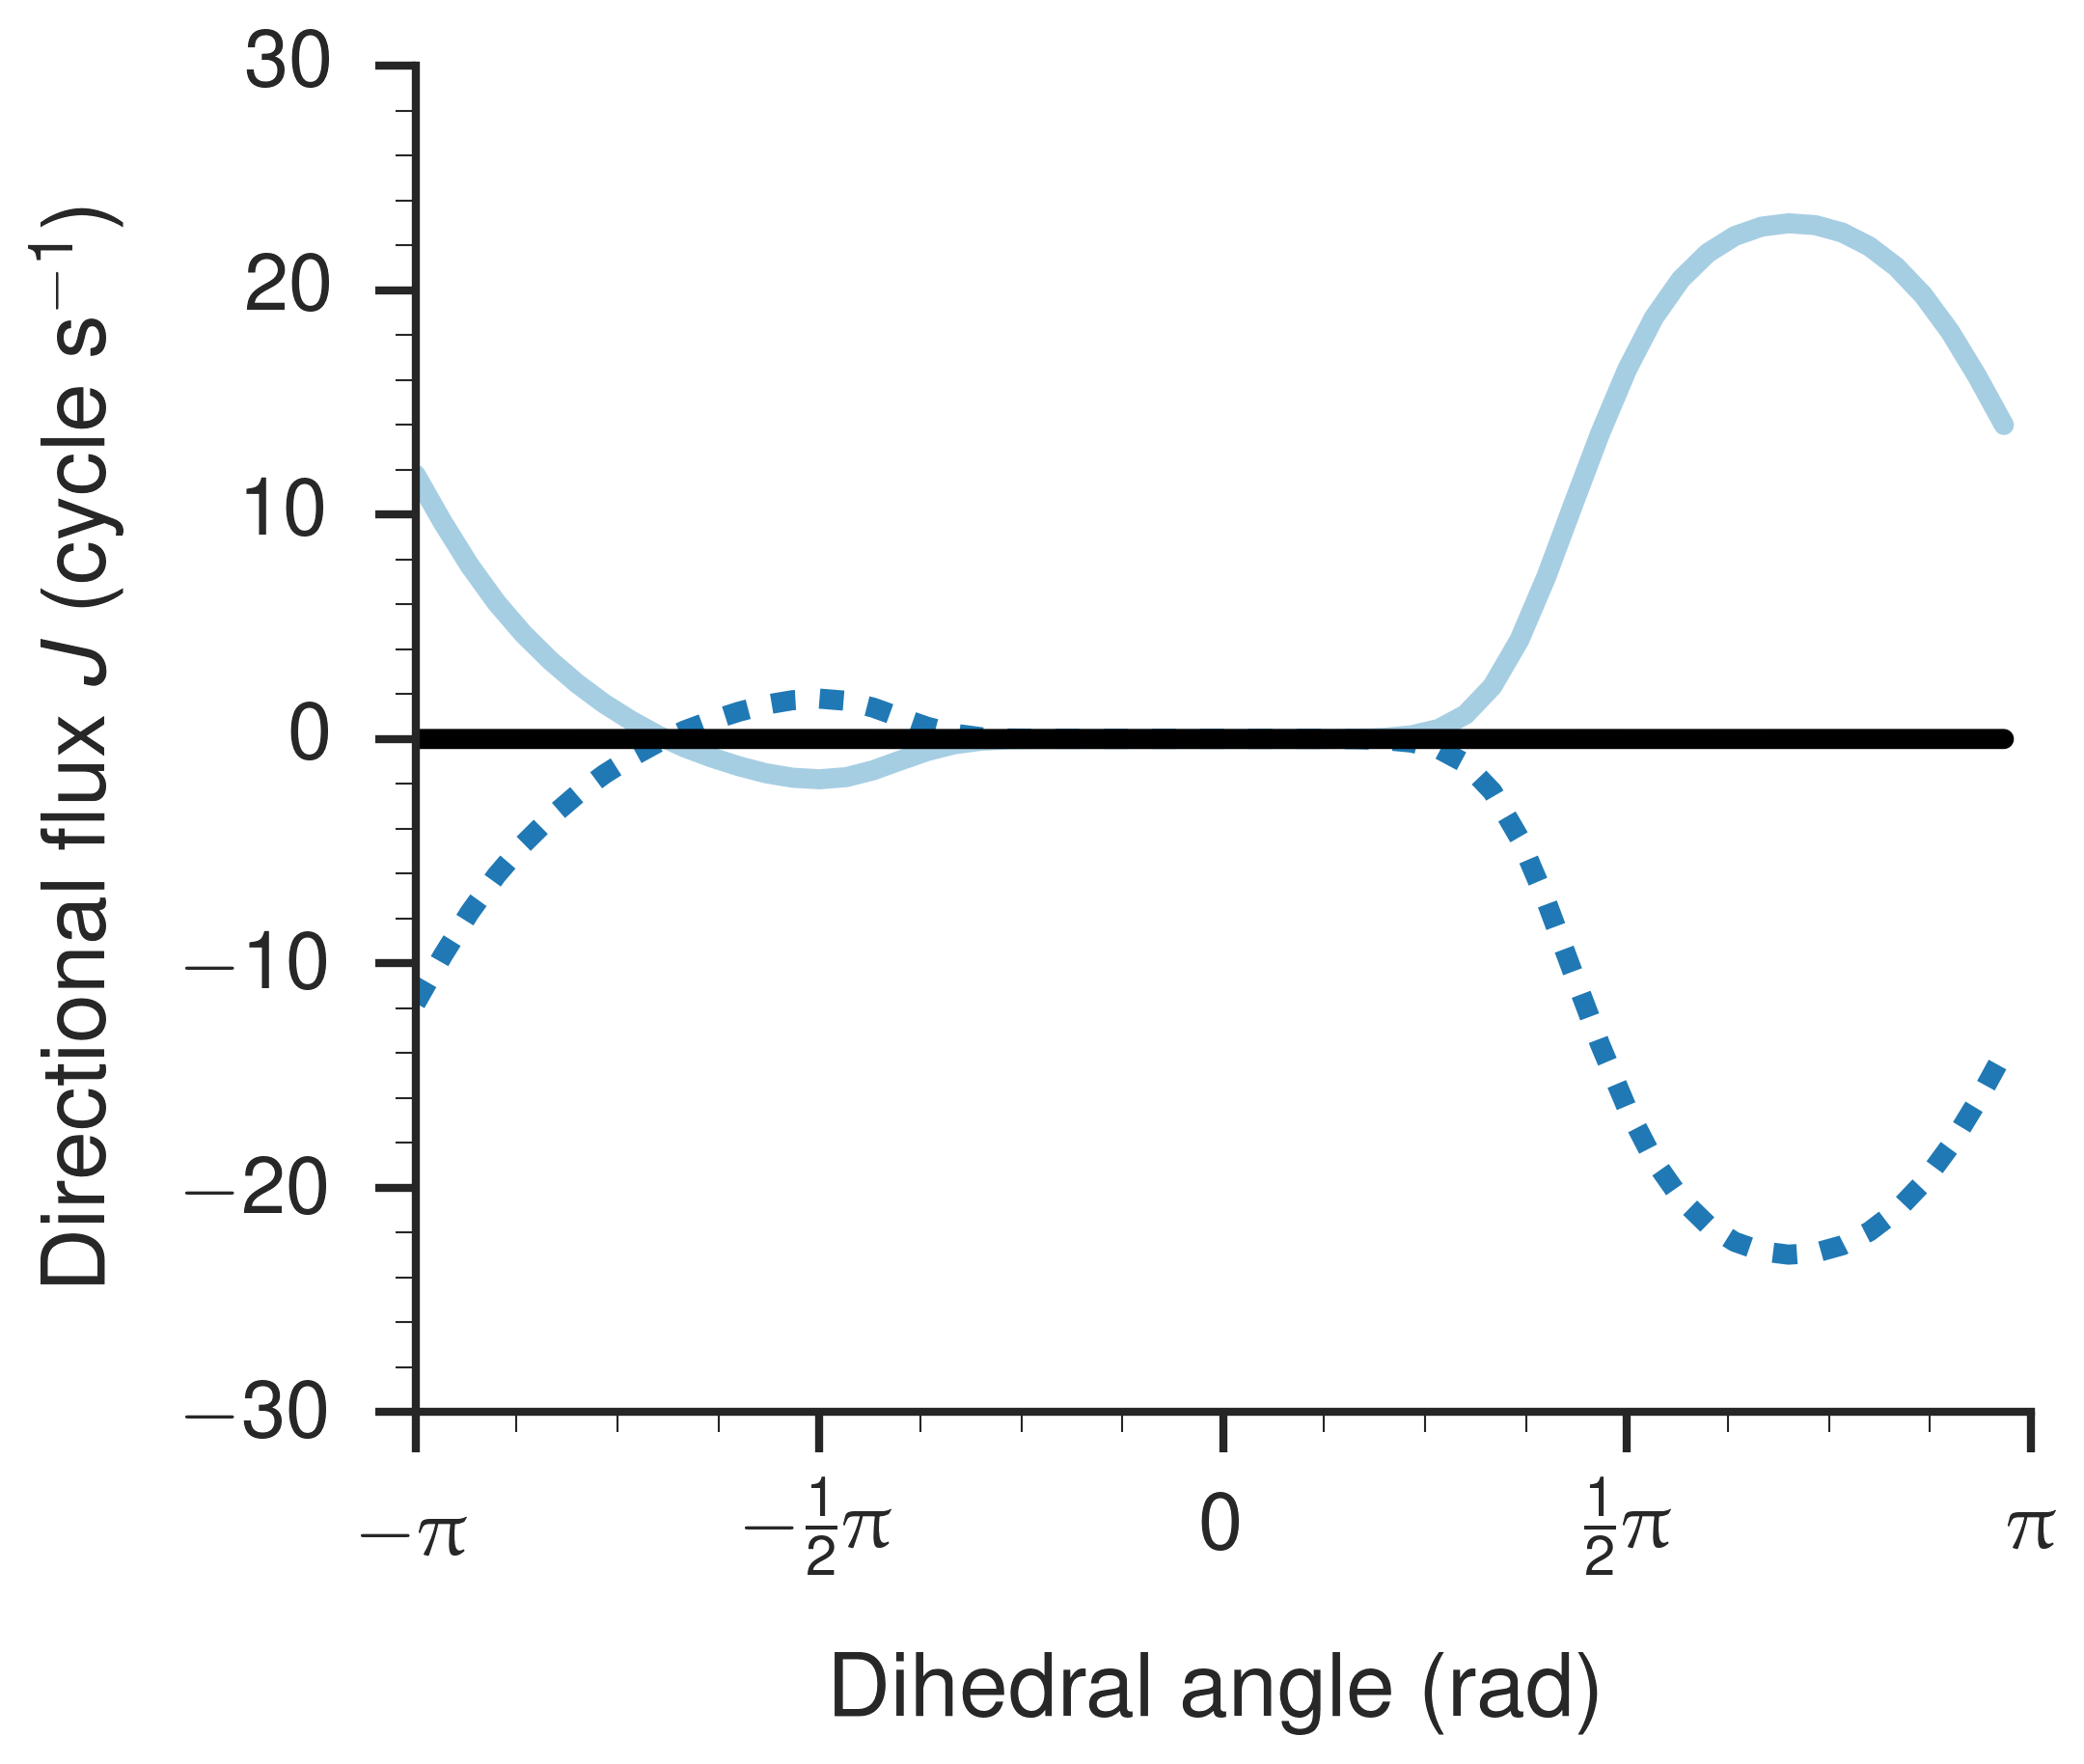 Directional flux J (cycle s⁻¹)
30
20
10
0
−10
−20
−30
−π
−½π
0
½π
π
Dihedral angle (rad)